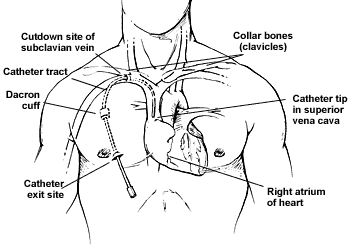 Cutdown site of
subclavian vein
Catheter tract
Dacron
cuff
Catheter
exit site
Collar bones
(clavicles)
Catheter tip
in superior
vena cava
Right atrium
of heart